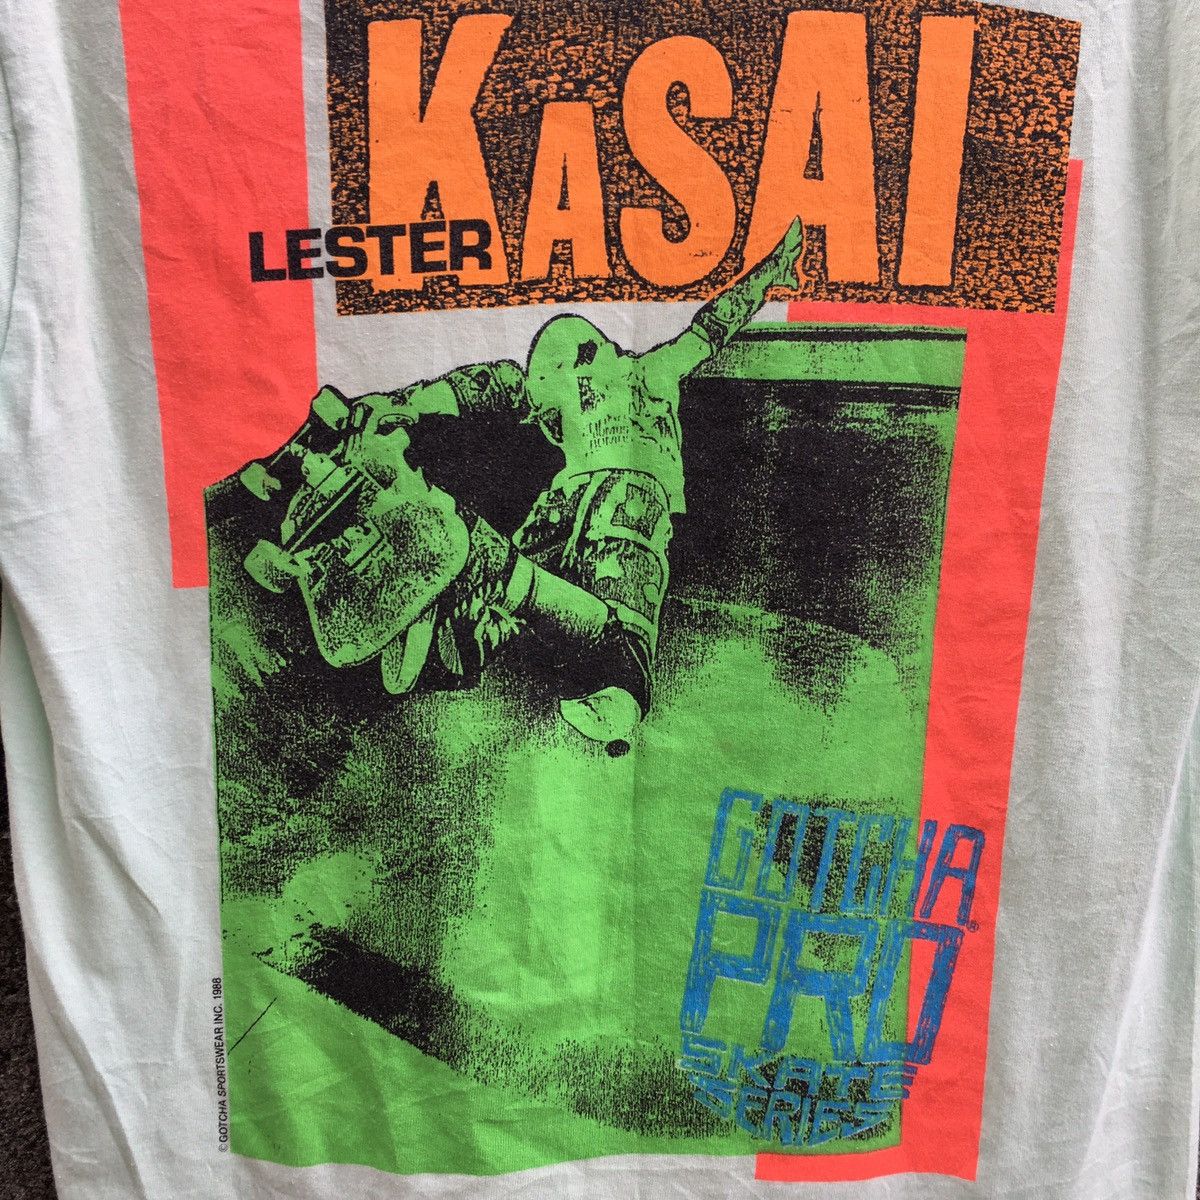 KASAI
LESTER
GOTCHA®
PRO
SKATE
SERIES
© GOTCHA SPORTSWEAR INC. 1988